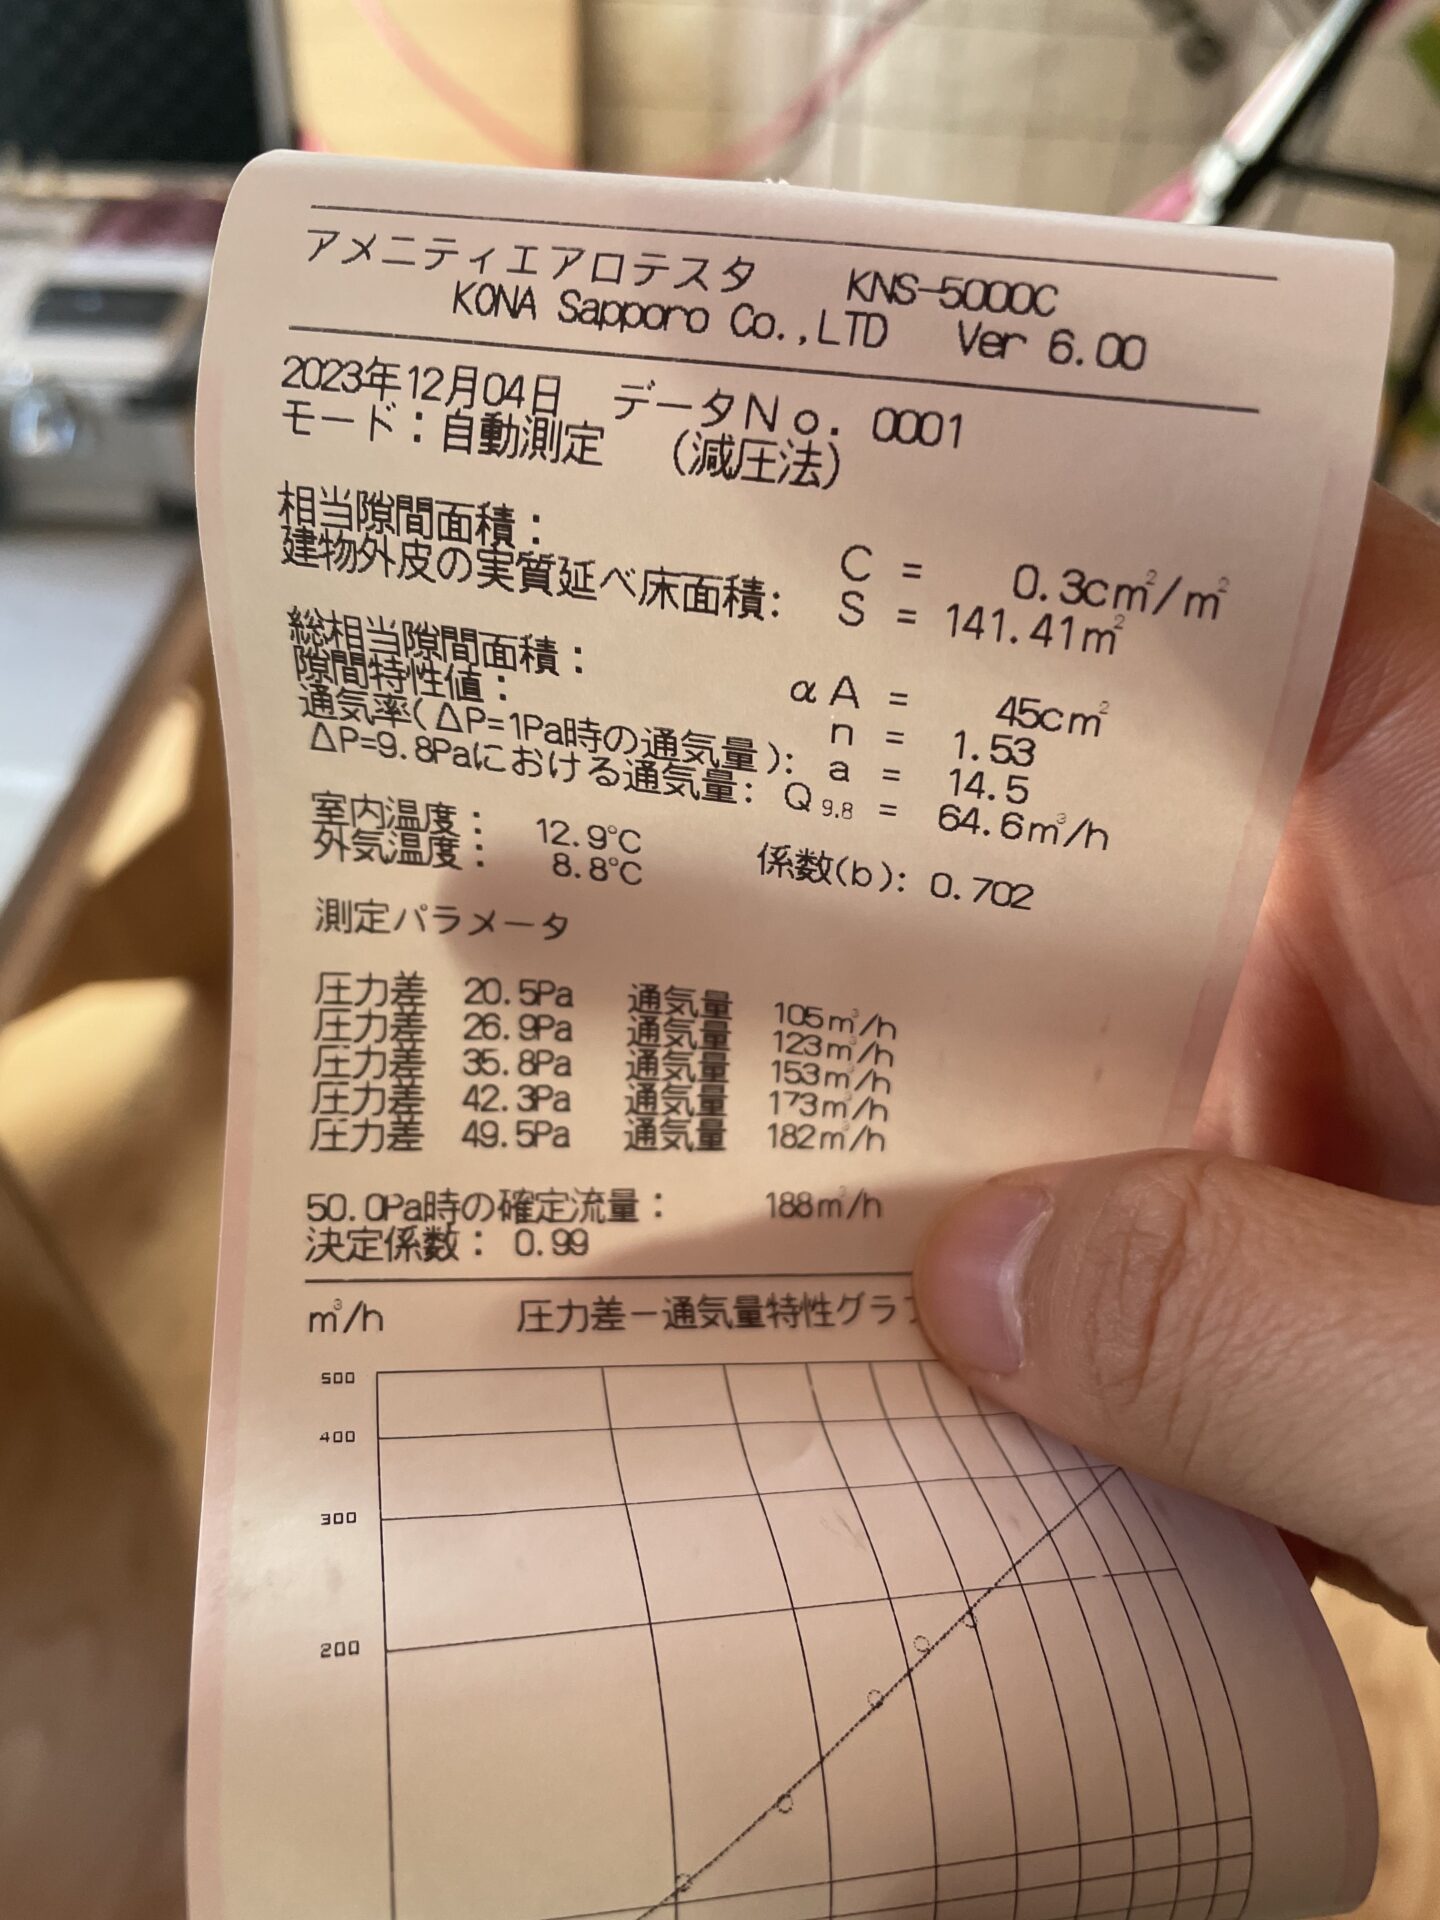 アメニティエアロテスタ KNS-5000C
KONA Sapporo Co.,LTD Ver 6.00
2023年12月04日 データNo. 0001
モード：自動測定 （減圧法）
相当隙間面積： C = 0.3cm²/m²
建物外皮の実質延べ床面積: S = 141.41m²
総相当隙間面積： αA = 45cm²
隙間特性値： n = 1.53
通気率(ΔP=1Pa時の通気量): a = 14.5
ΔP=9.8Paにおける通気量: Q9.8 = 64.6m³/h
室内温度： 12.9℃
外気温度： 8.8℃ 係数(b): 0.702
測定パラメータ
圧力差 20.5Pa 通気量 105m³/h
圧力差 26.9Pa 通気量 123m³/h
圧力差 35.8Pa 通気量 153m³/h
圧力差 42.3Pa 通気量 173m³/h
圧力差 49.5Pa 通気量 182m³/h
50.0Pa時の確定流量： 188m³/h
決定係数： 0.99
m³/h 圧力差－通気量特性グラ
500
400
300
200